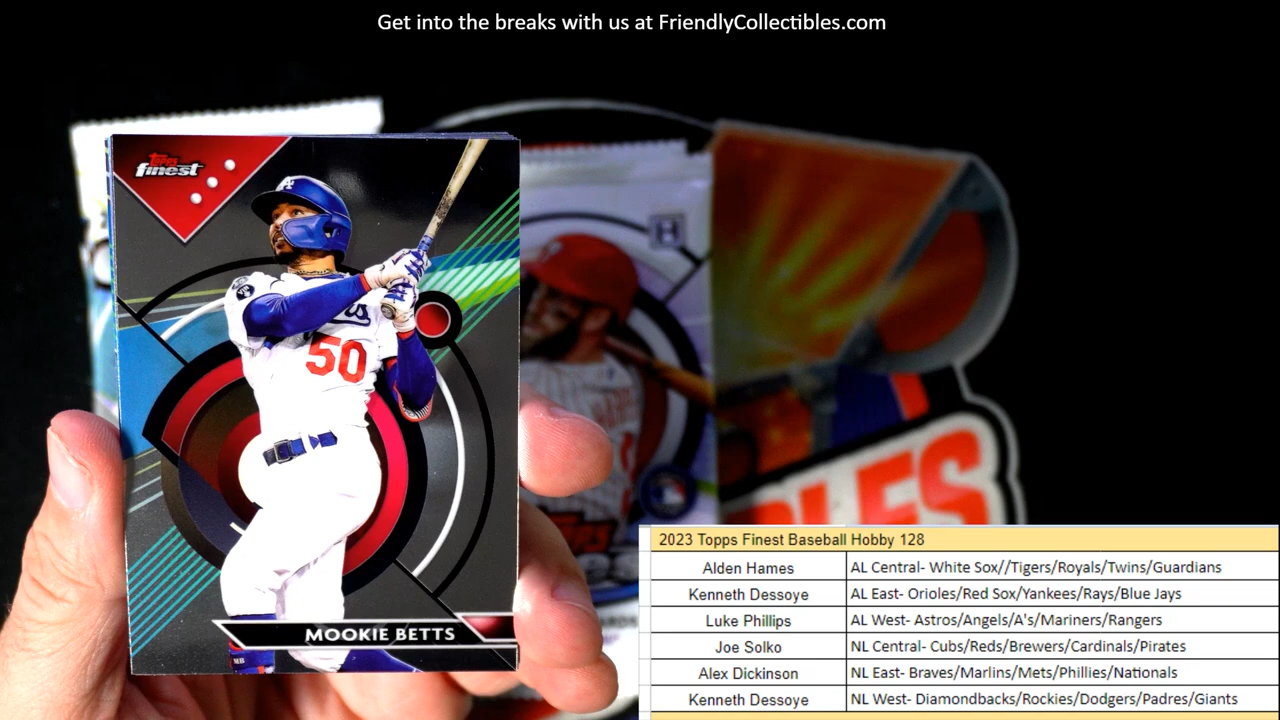 Get into the breaks with us at FriendlyCollectibles.com
TOPPS
finest
H
50
MOOKIE BETTS
MB
2023 Topps Finest Baseball Hobby 128
Alden Hames AL Central- White Sox//Tigers/Royals/Twins/Guardians
Kenneth Dessoye AL East- Orioles/Red Sox/Yankees/Rays/Blue Jays
Luke Phillips AL West- Astros/Angels/A's/Mariners/Rangers
Joe Solko NL Central- Cubs/Reds/Brewers/Cardinals/Pirates
Alex Dickinson NL East- Braves/Marlins/Mets/Phillies/Nationals
Kenneth Dessoye NL West- Diamondbacks/Rockies/Dodgers/Padres/Giants